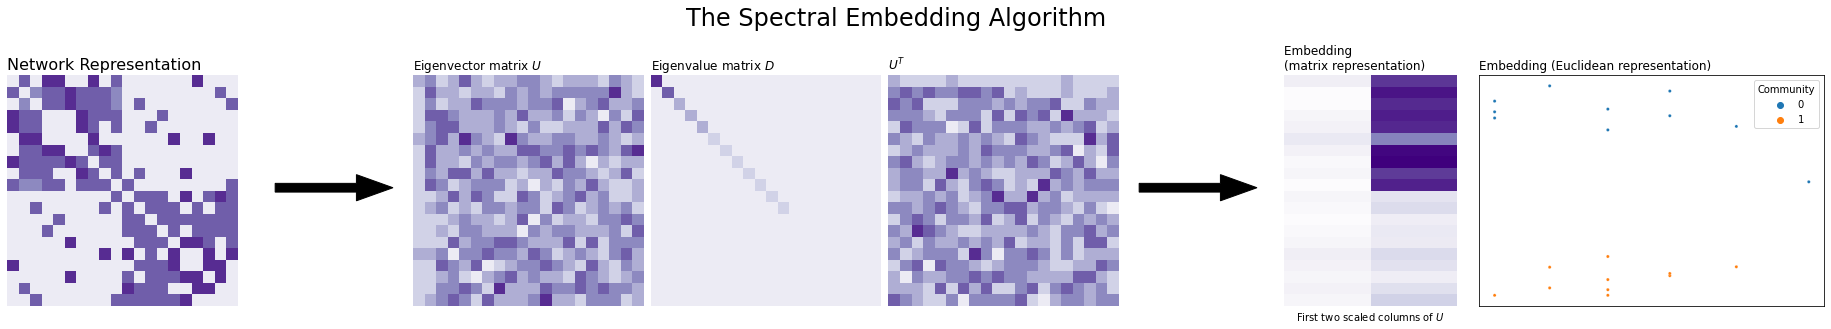 The Spectral Embedding Algorithm
Network Representation
Eigenvector matrix U
Eigenvalue matrix D
U^T
Embedding
(matrix representation)
First two scaled columns of U
Embedding (Euclidean representation)
Community
0
1